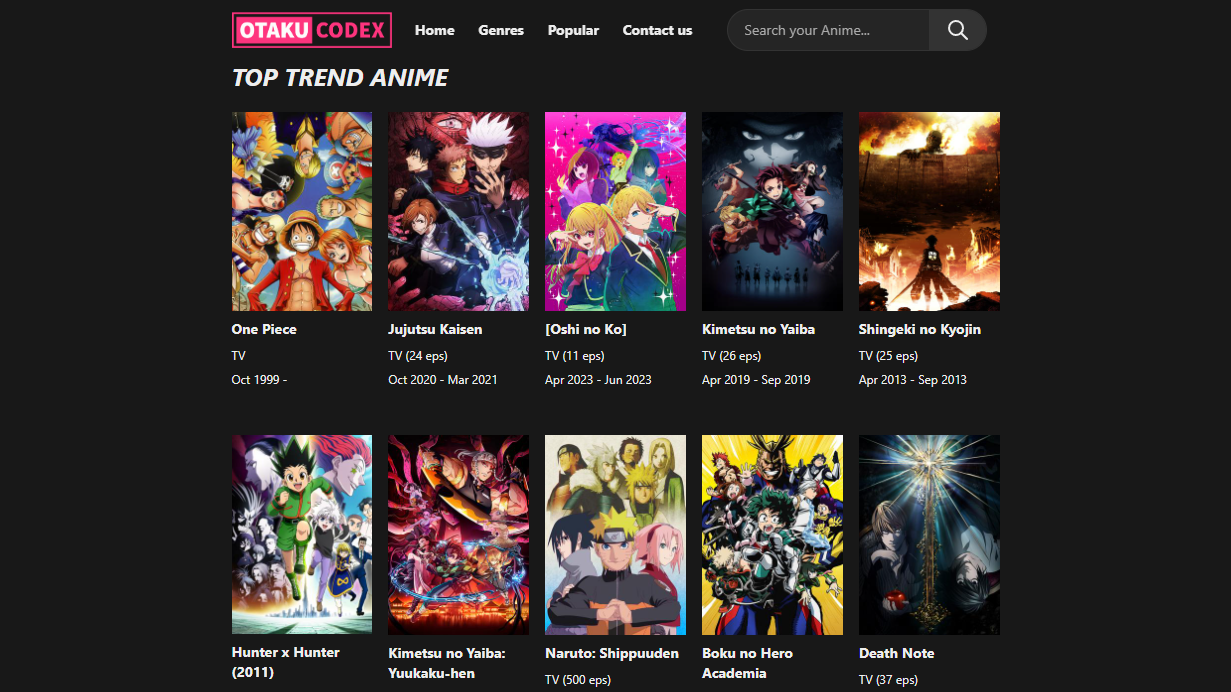 OTAKU CODEX Home Genres Popular Contact us Search your Anime...
TOP TREND ANIME
One Piece
TV
Oct 1999 -
Jujutsu Kaisen
TV (24 eps)
Oct 2020 - Mar 2021
[Oshi no Ko]
TV (11 eps)
Apr 2023 - Jun 2023
Kimetsu no Yaiba
TV (26 eps)
Apr 2019 - Sep 2019
Shingeki no Kyojin
TV (25 eps)
Apr 2013 - Sep 2013
Hunter x Hunter
(2011)
Kimetsu no Yaiba:
Yuukaku-hen
Naruto: Shippuuden
TV (500 eps)
Boku no Hero
Academia
Death Note
TV (37 eps)